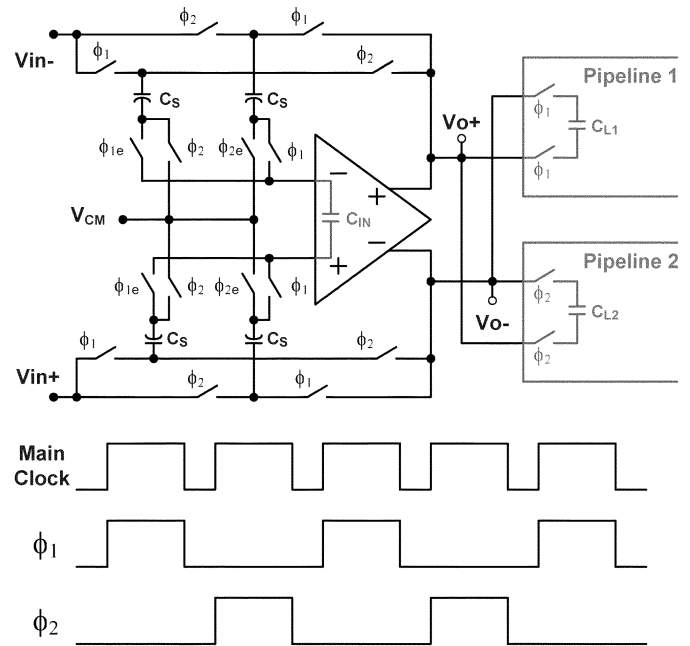 ϕ2 ϕ1
Vin-
ϕ1 ϕ2
CS CS
Pipeline 1
ϕ1 CL1
ϕ1
Vo+
ϕ1e ϕ2 ϕ2e ϕ1
−
+
VCM
CIN
−
+
ϕ1e ϕ2 ϕ2e ϕ1
Pipeline 2
ϕ2 CL2
ϕ2
Vo-
CS CS
ϕ1 ϕ2
Vin+
ϕ2 ϕ1
Main
Clock
ϕ1
ϕ2